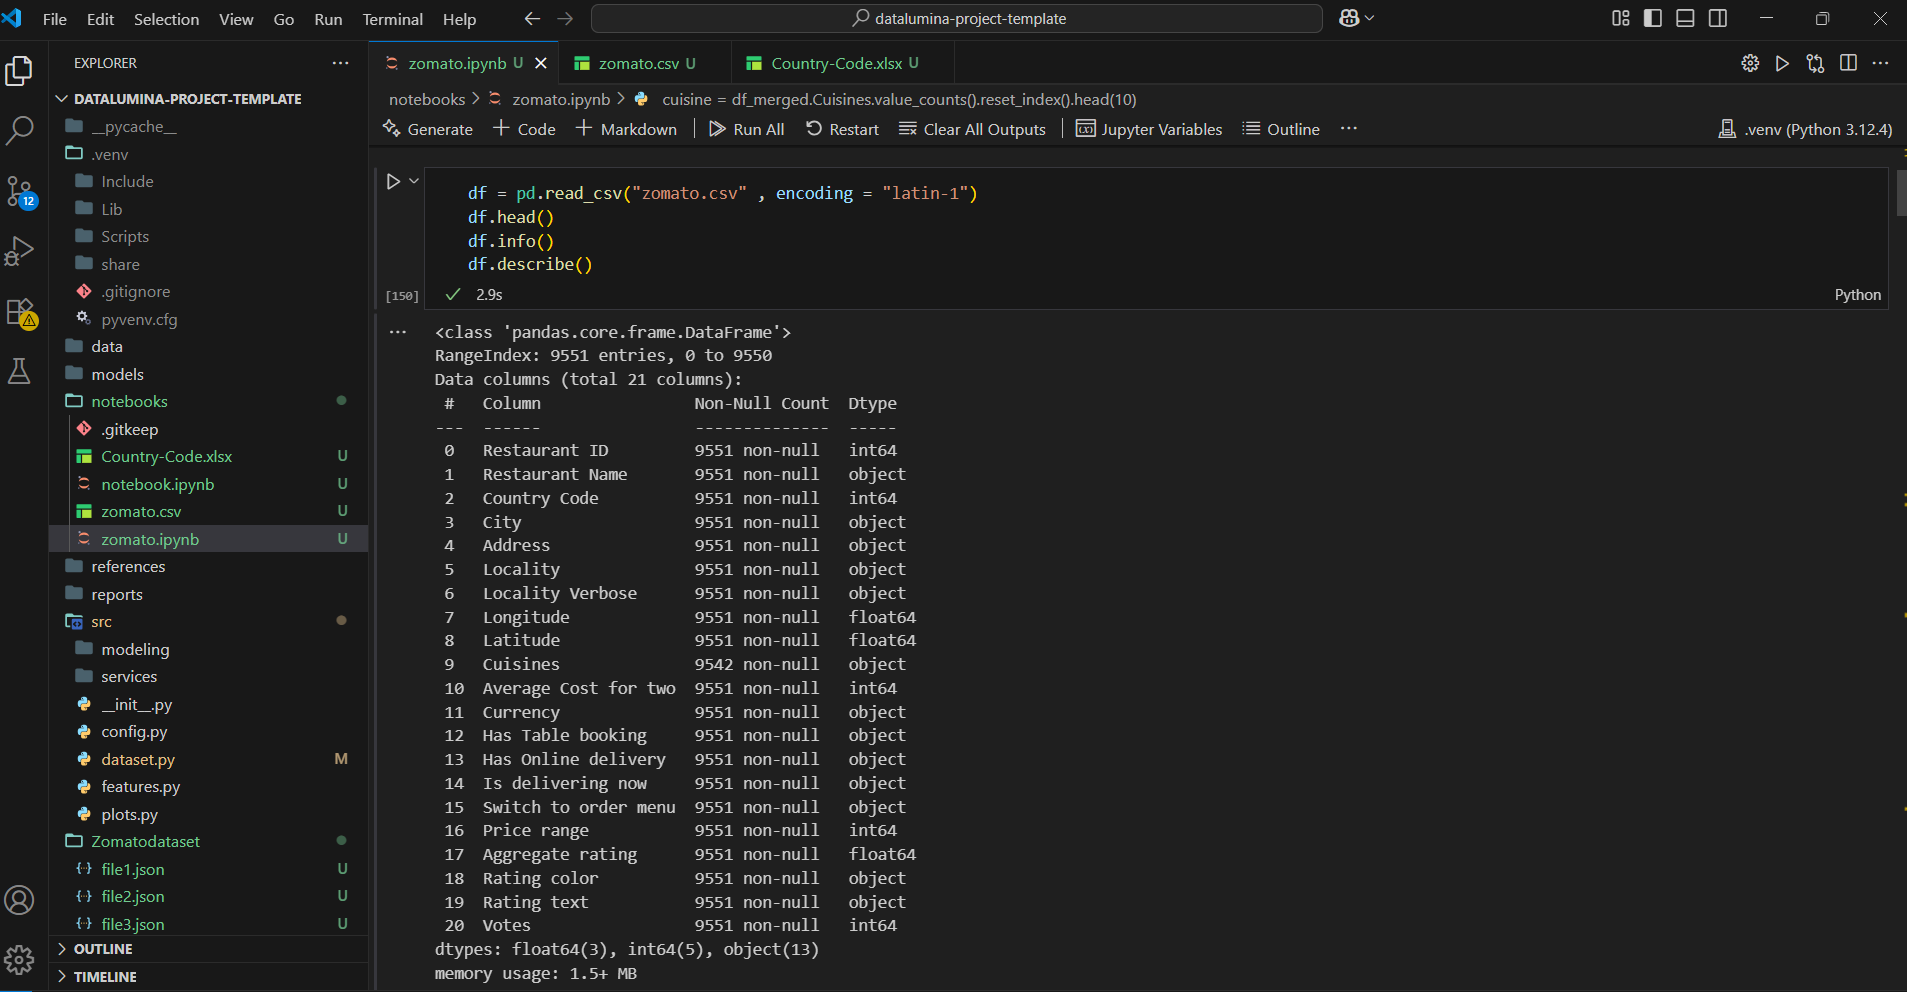 File Edit Selection View Go Run Terminal Help
datalumina-project-template
EXPLORER
DATALUMINA-PROJECT-TEMPLATE
__pycache__
.venv
Include
Lib
Scripts
share
.gitignore
pyvenv.cfg
data
models
notebooks
.gitkeep
Country-Code.xlsx U
notebook.ipynb U
zomato.csv U
zomato.ipynb U
references
reports
src
modeling
services
__init__.py
config.py
dataset.py M
features.py
plots.py
Zomatodataset
file1.json U
file2.json U
file3.json U
OUTLINE
TIMELINE
12
zomato.ipynb U
zomato.csv U
Country-Code.xlsx U
notebooks > zomato.ipynb > cuisine = df_merged.Cuisines.value_counts().reset_index().head(10)
Generate + Code + Markdown Run All Restart Clear All Outputs Jupyter Variables Outline ...
.venv (Python 3.12.4)
df = pd.read_csv("zomato.csv" , encoding = "latin-1")
df.head()
df.info()
df.describe()
[150] 2.9s
Python
<class 'pandas.core.frame.DataFrame'>
RangeIndex: 9551 entries, 0 to 9550
Data columns (total 21 columns):
# Column Non-Null Count Dtype
--- ------ -------------- -----
0 Restaurant ID 9551 non-null int64
1 Restaurant Name 9551 non-null object
2 Country Code 9551 non-null int64
3 City 9551 non-null object
4 Address 9551 non-null object
5 Locality 9551 non-null object
6 Locality Verbose 9551 non-null object
7 Longitude 9551 non-null float64
8 Latitude 9551 non-null float64
9 Cuisines 9542 non-null object
10 Average Cost for two 9551 non-null int64
11 Currency 9551 non-null object
12 Has Table booking 9551 non-null object
13 Has Online delivery 9551 non-null object
14 Is delivering now 9551 non-null object
15 Switch to order menu 9551 non-null object
16 Price range 9551 non-null int64
17 Aggregate rating 9551 non-null float64
18 Rating color 9551 non-null object
19 Rating text 9551 non-null object
20 Votes 9551 non-null int64
dtypes: float64(3), int64(5), object(13)
memory usage: 1.5+ MB